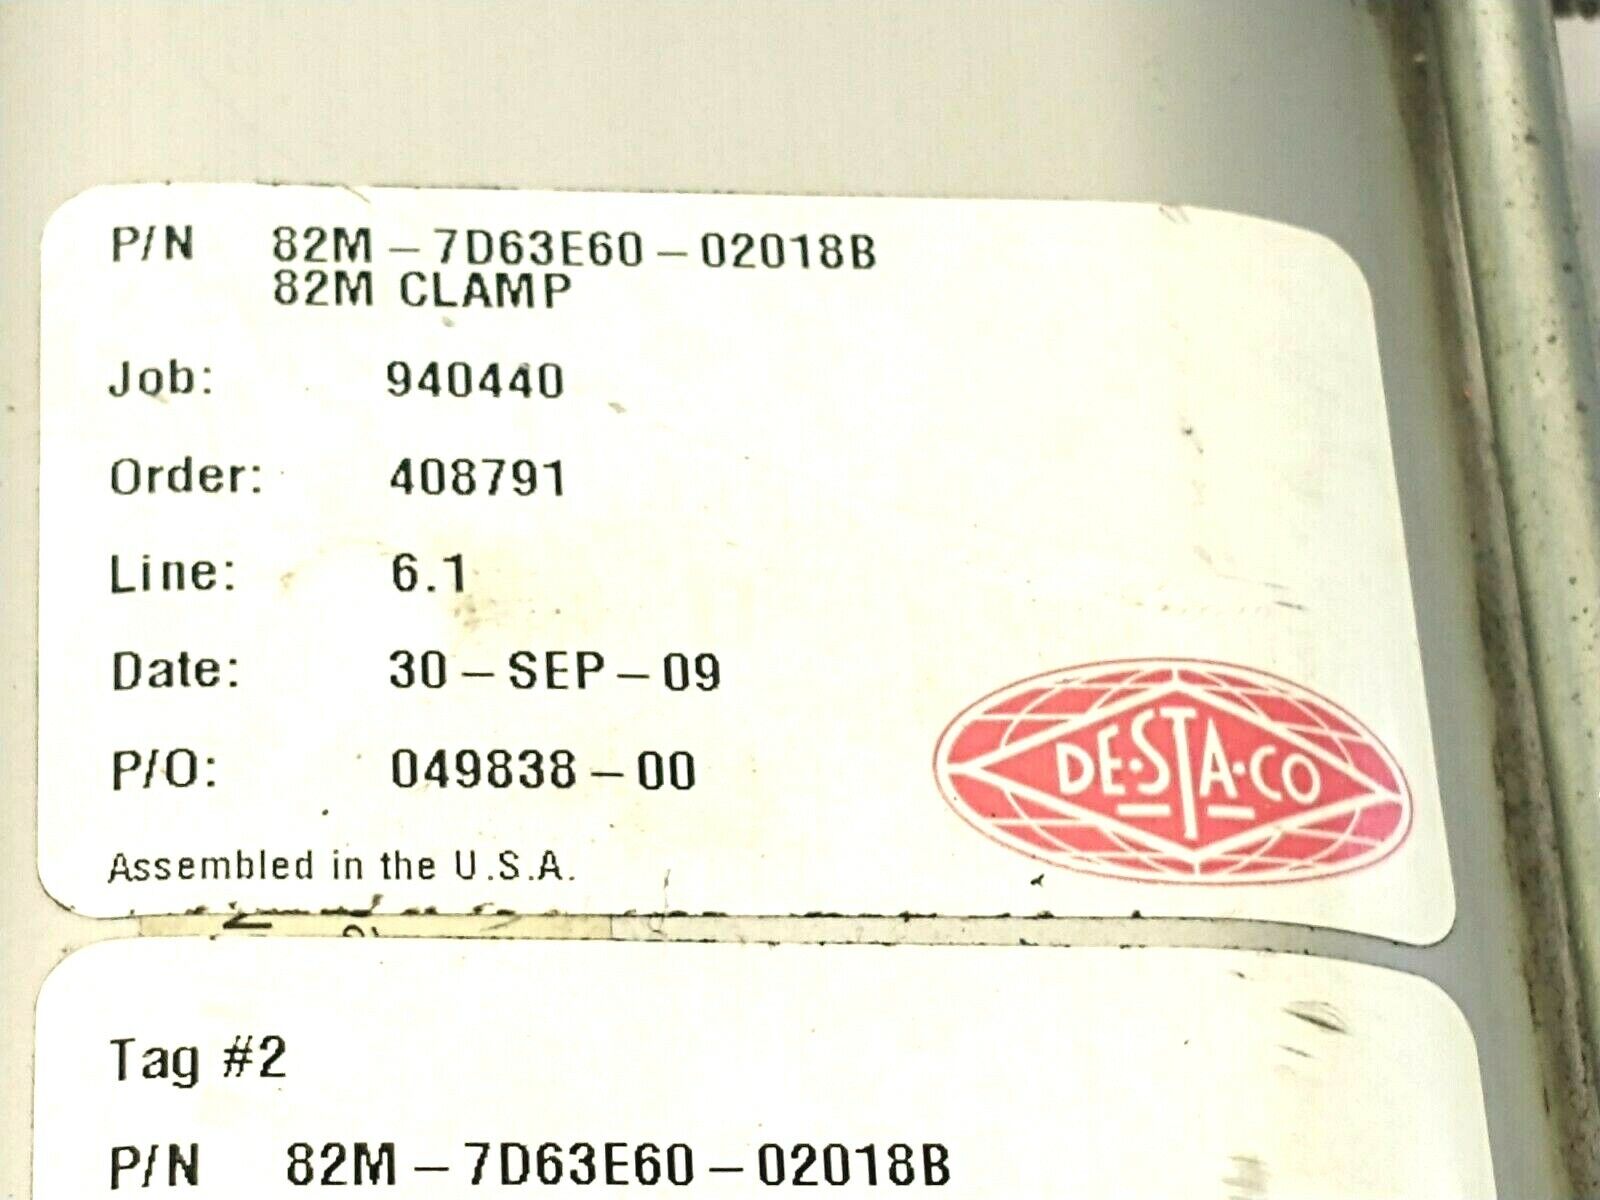 P/N 82M-7D63E60-02018B
82M CLAMP
Job: 940440
Order: 408791
Line: 6.1
Date: 30-SEP-09
P/O: 049838-00
DE·STA·CO
Assembled in the U.S.A.
Tag #2
P/N 82M-7D63E60-02018B